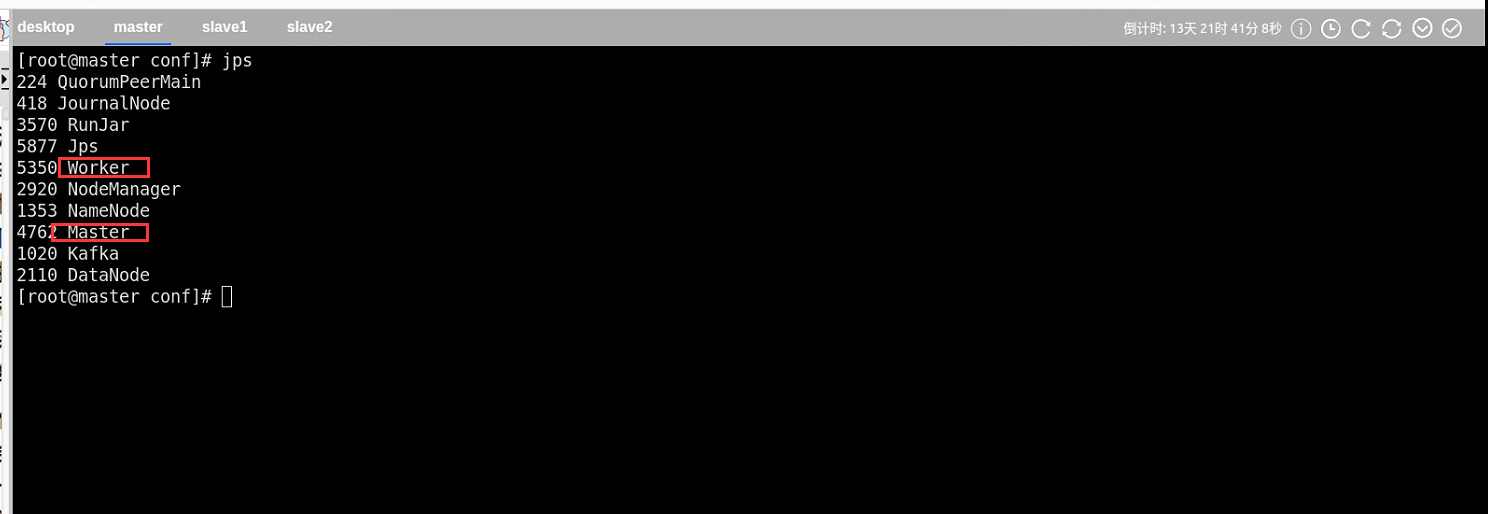 desktop master slave1 slave2 倒计时: 13天 21时 41分 8秒
[root@master conf]# jps
224 QuorumPeerMain
418 JournalNode
3570 RunJar
5877 Jps
5350 Worker
2920 NodeManager
1353 NameNode
4762 Master
1020 Kafka
2110 DataNode
[root@master conf]#